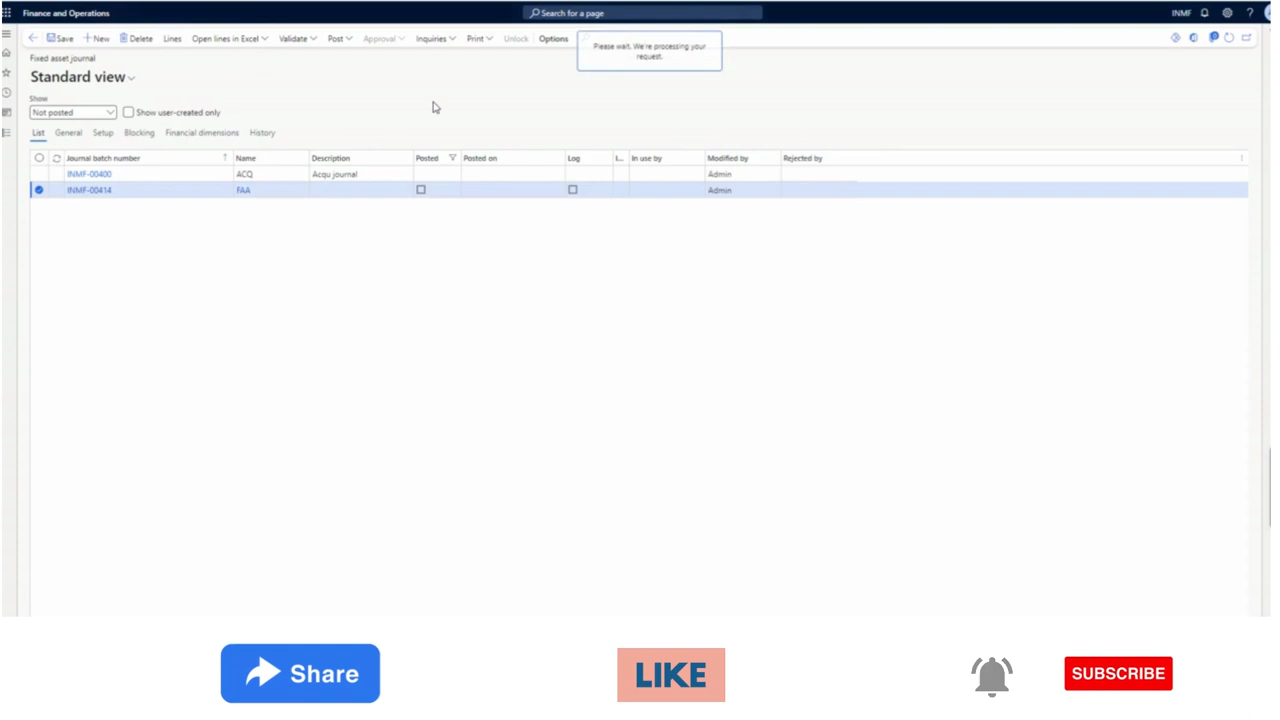 Finance and Operations
Search for a page
INMF
?
Save
New
Delete
Lines
Open lines in Excel
Validate
Post
Approval
Inquiries
Print
Unlock
Options
Please wait. We're processing your
request.
Fixed asset journal
Standard view
Show
Not posted
Show user-created only
List
General
Setup
Blocking
Financial dimensions
History
Journal batch number
Name
Description
Posted
Posted on
Log
I...
In use by
Modified by
Rejected by
INMF-00400
ACQ
Acqu journal
Admin
INMF-00414
FAA
Admin
Share
LIKE
SUBSCRIBE